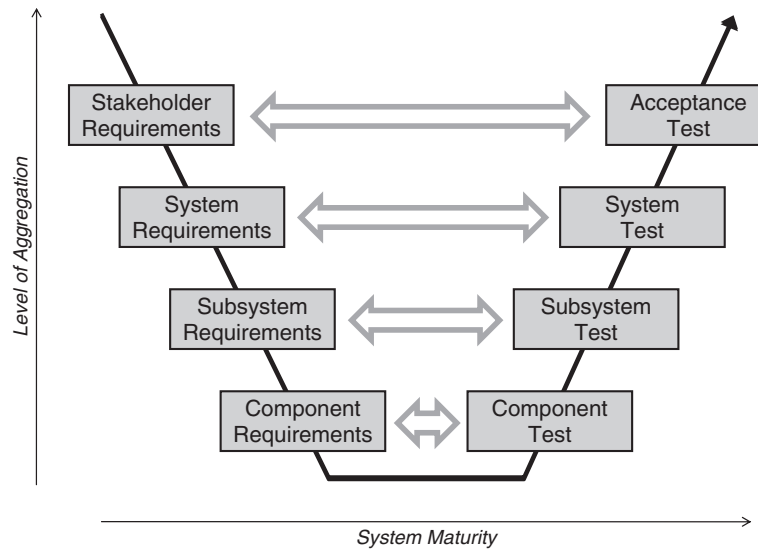 Stakeholder
Requirements
Acceptance
Test
System
Requirements
System
Test
Subsystem
Requirements
Subsystem
Test
Component
Requirements
Component
Test
Level of Aggregation
System Maturity